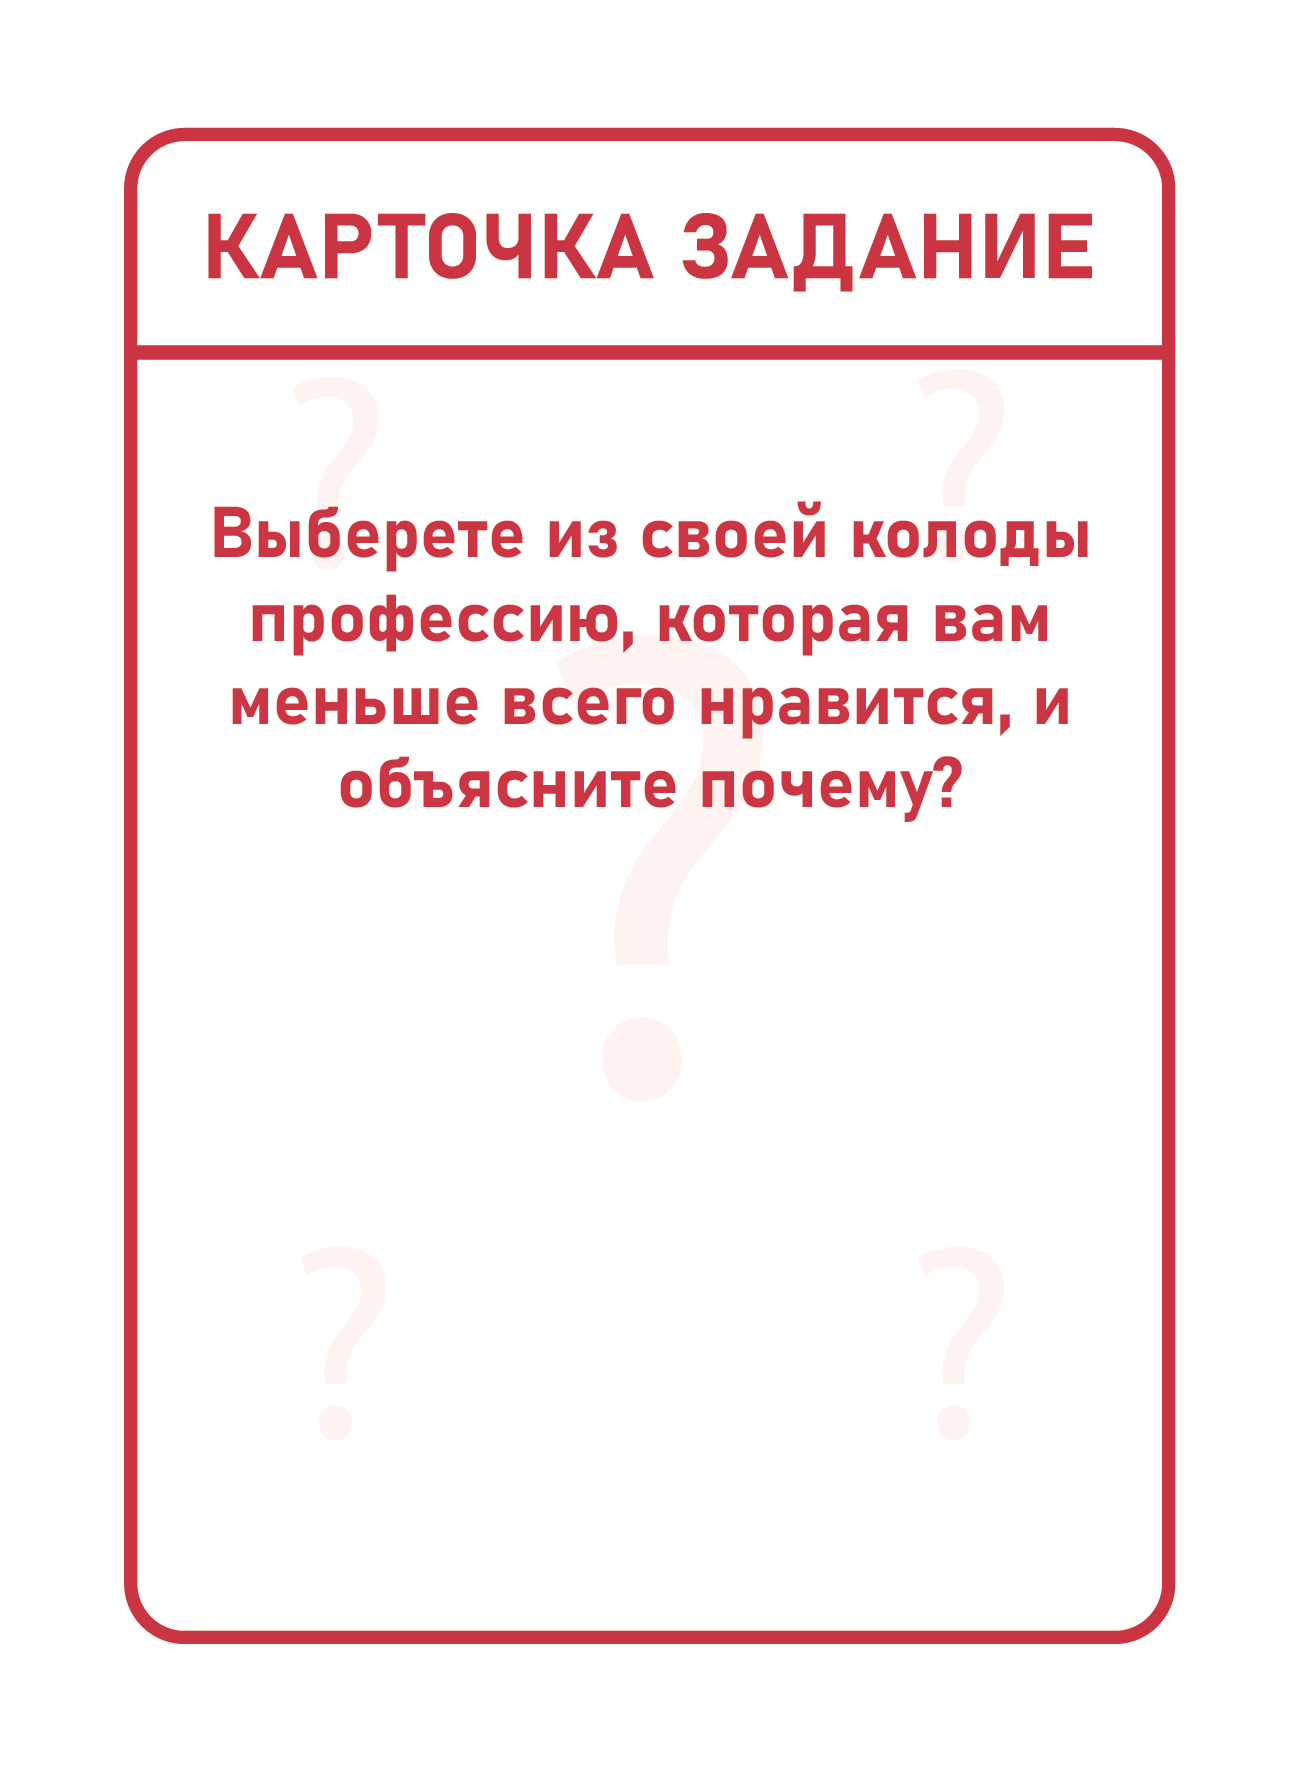 КАРТОЧКА ЗАДАНИЕ
? ?
Выберете из своей колоды
профессию, которая вам
меньше всего нравится, и
объясните почему?
?
? ?